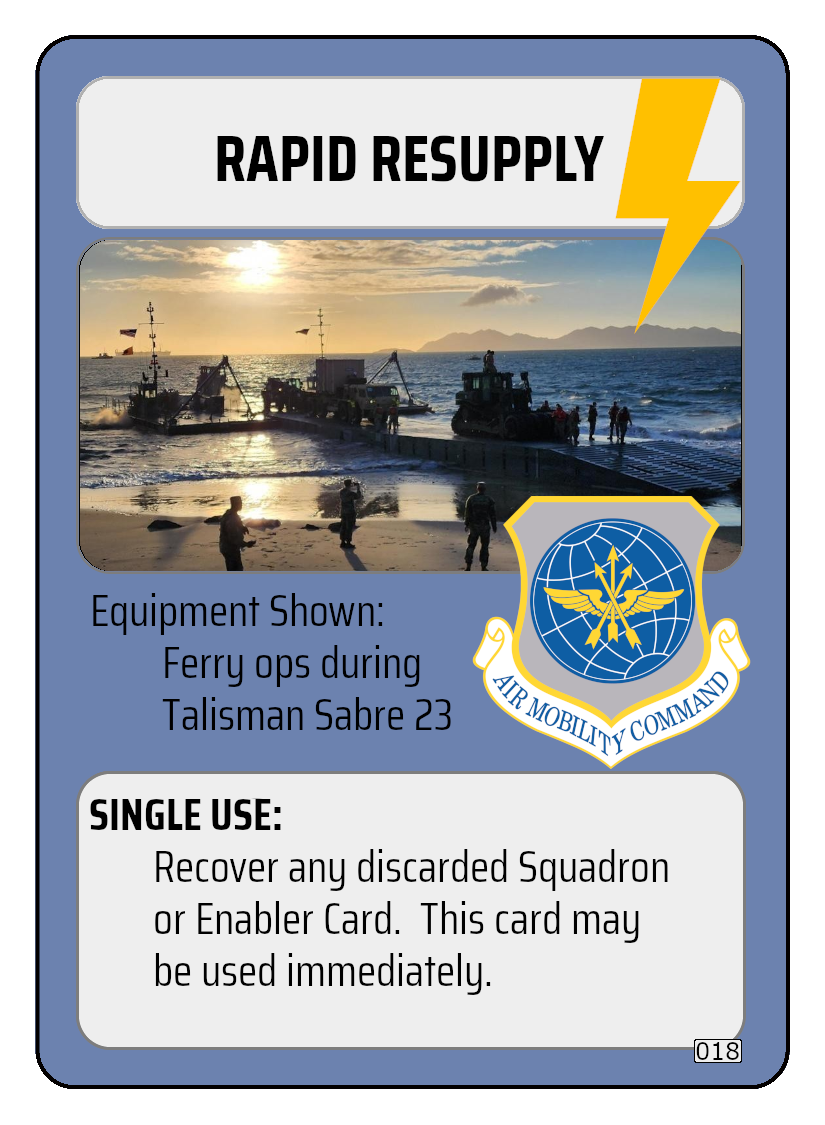 RAPID RESUPPLY
Equipment Shown:
Ferry ops during
Talisman Sabre 23
AIR MOBILITY COMMAND
SINGLE USE:
Recover any discarded Squadron
or Enabler Card.  This card may
be used immediately.
018